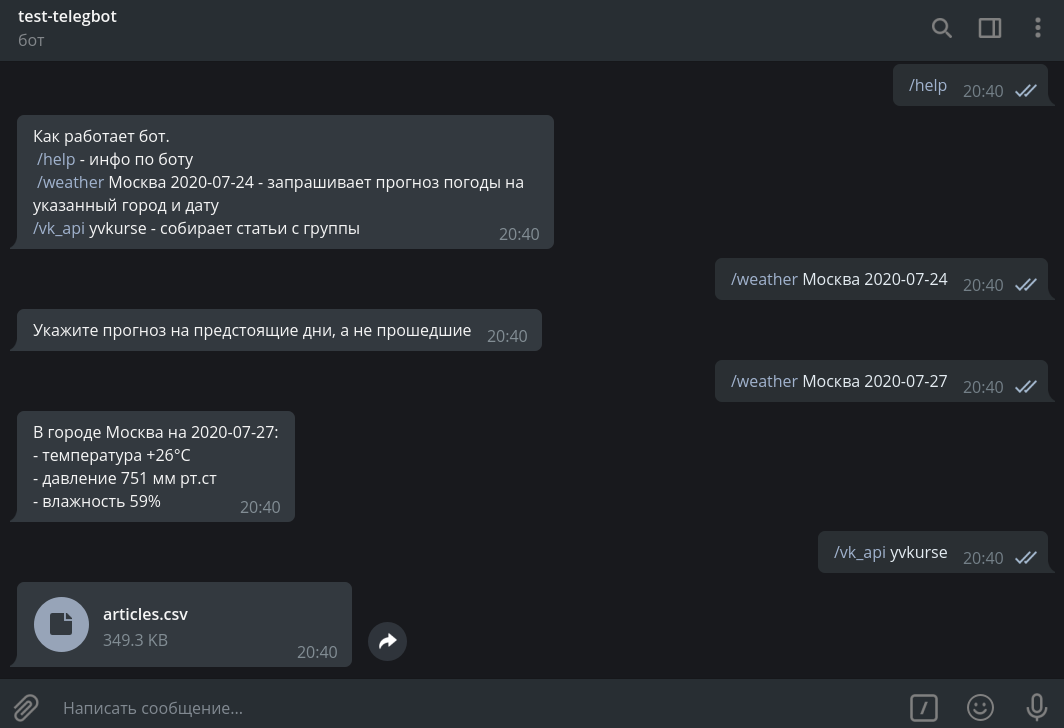 test-telegbot
бот
/help 20:40
Как работает бот.
/help - инфо по боту
/weather Москва 2020-07-24 - запрашивает прогноз погоды на
указанный город и дату
/vk_api yvkurse - собирает статьи с группы
20:40
/weather Москва 2020-07-24 20:40
Укажите прогноз на предстоящие дни, а не прошедшие 20:40
/weather Москва 2020-07-27 20:40
В городе Москва на 2020-07-27:
- температура +26°C
- давление 751 мм рт.ст
- влажность 59% 20:40
/vk_api yvkurse 20:40
articles.csv
349.3 KB
20:40
Написать сообщение...